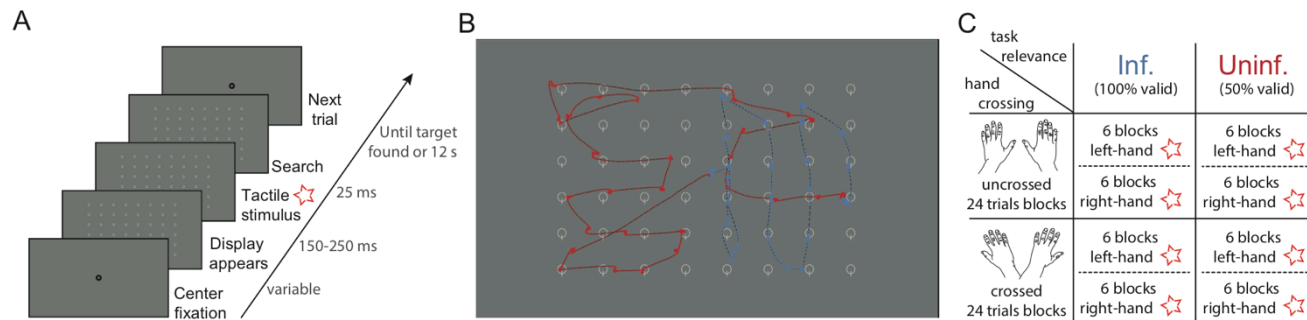 A
Next
trial
Search
Tactile
stimulus
Display
appears
Center
fixation
Until target
found or 12 s
25 ms
150-250 ms
variable
B
C
task
relevance
hand
crossing
Inf.
(100% valid)
Uninf.
(50% valid)
uncrossed
24 trials blocks
6 blocks
left-hand
6 blocks
left-hand
6 blocks
right-hand
6 blocks
right-hand
crossed
24 trials blocks
6 blocks
left-hand
6 blocks
left-hand
6 blocks
right-hand
6 blocks
right-hand